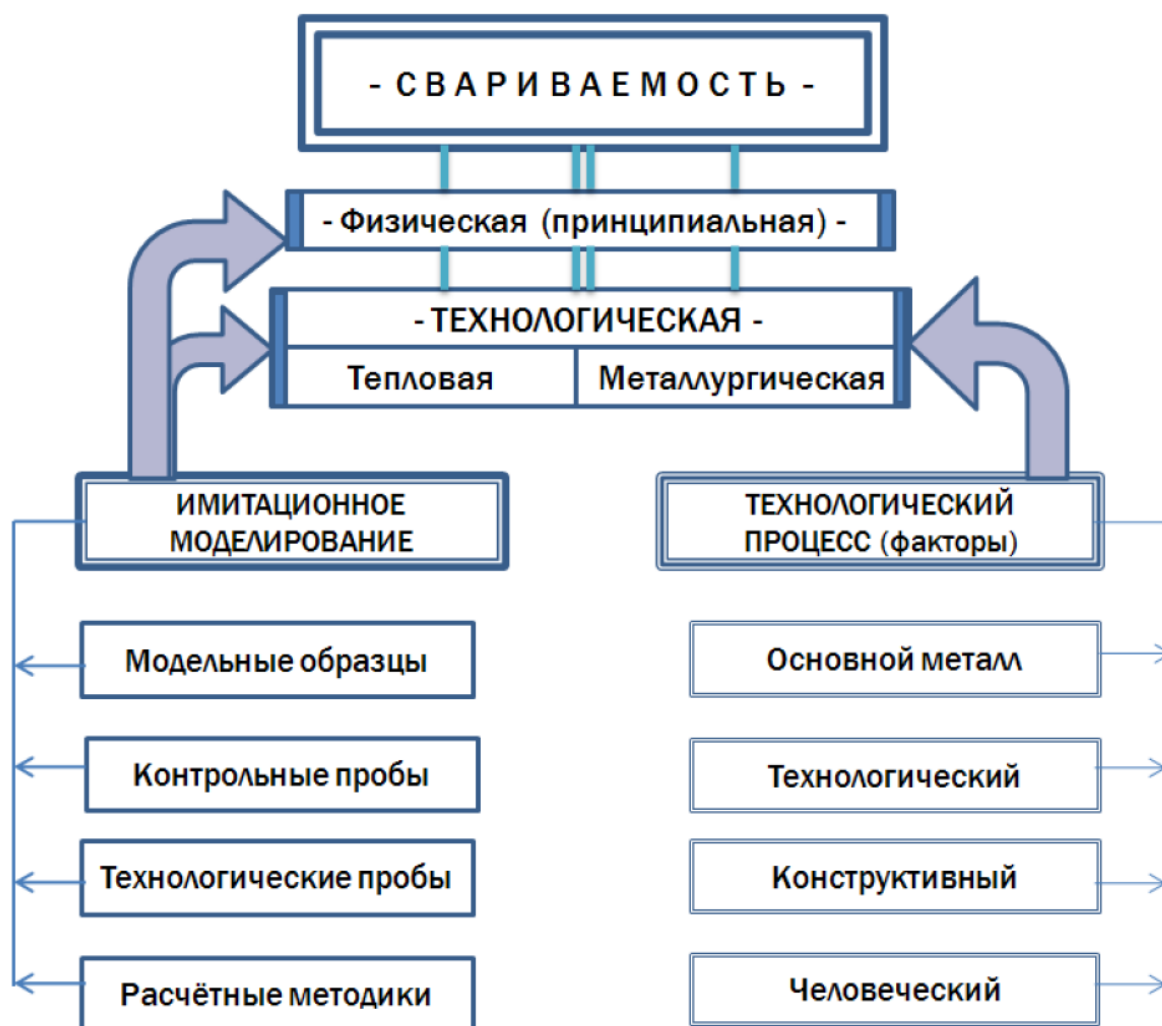 - С В А Р И В А Е М О С Т Ь -
- Физическая (принципиальная) -
- ТЕХНОЛОГИЧЕСКАЯ -
Тепловая
Металлургическая
ИМИТАЦИОННОЕ
МОДЕЛИРОВАНИЕ
Модельные образцы
Контрольные пробы
Технологические пробы
Расчётные методики
ТЕХНОЛОГИЧЕСКИЙ
ПРОЦЕСС (факторы)
Основной металл
Технологический
Конструктивный
Человеческий